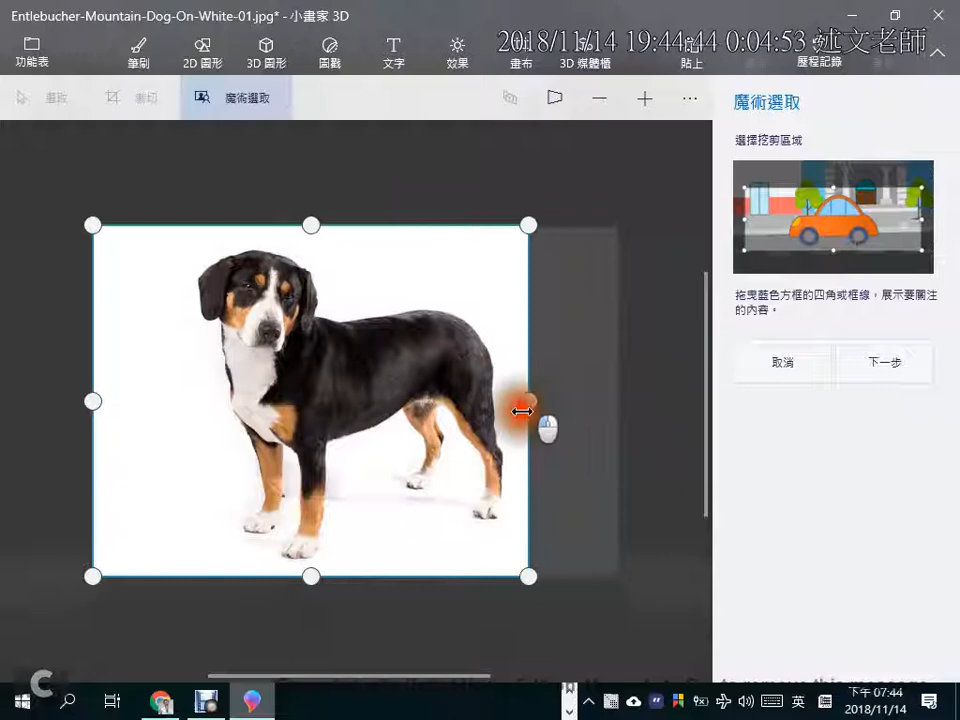 Entlebucher-Mountain-Dog-On-White-01.jpg* - 小畫家 3D
2018/11/14 19:44:44 0:04:53 述文老師
功能表
筆刷
2D 圖形
3D 圖形
圖戳
文字
效果
畫布
3D 媒體櫃
貼上
歷程記錄
選取
裁切
魔術選取
魔術選取
選擇挖剪區域
拖曳藍色方框的四角或框線，展示要關注
的內容。
取消
下一步
英
下午 07:44
2018/11/14